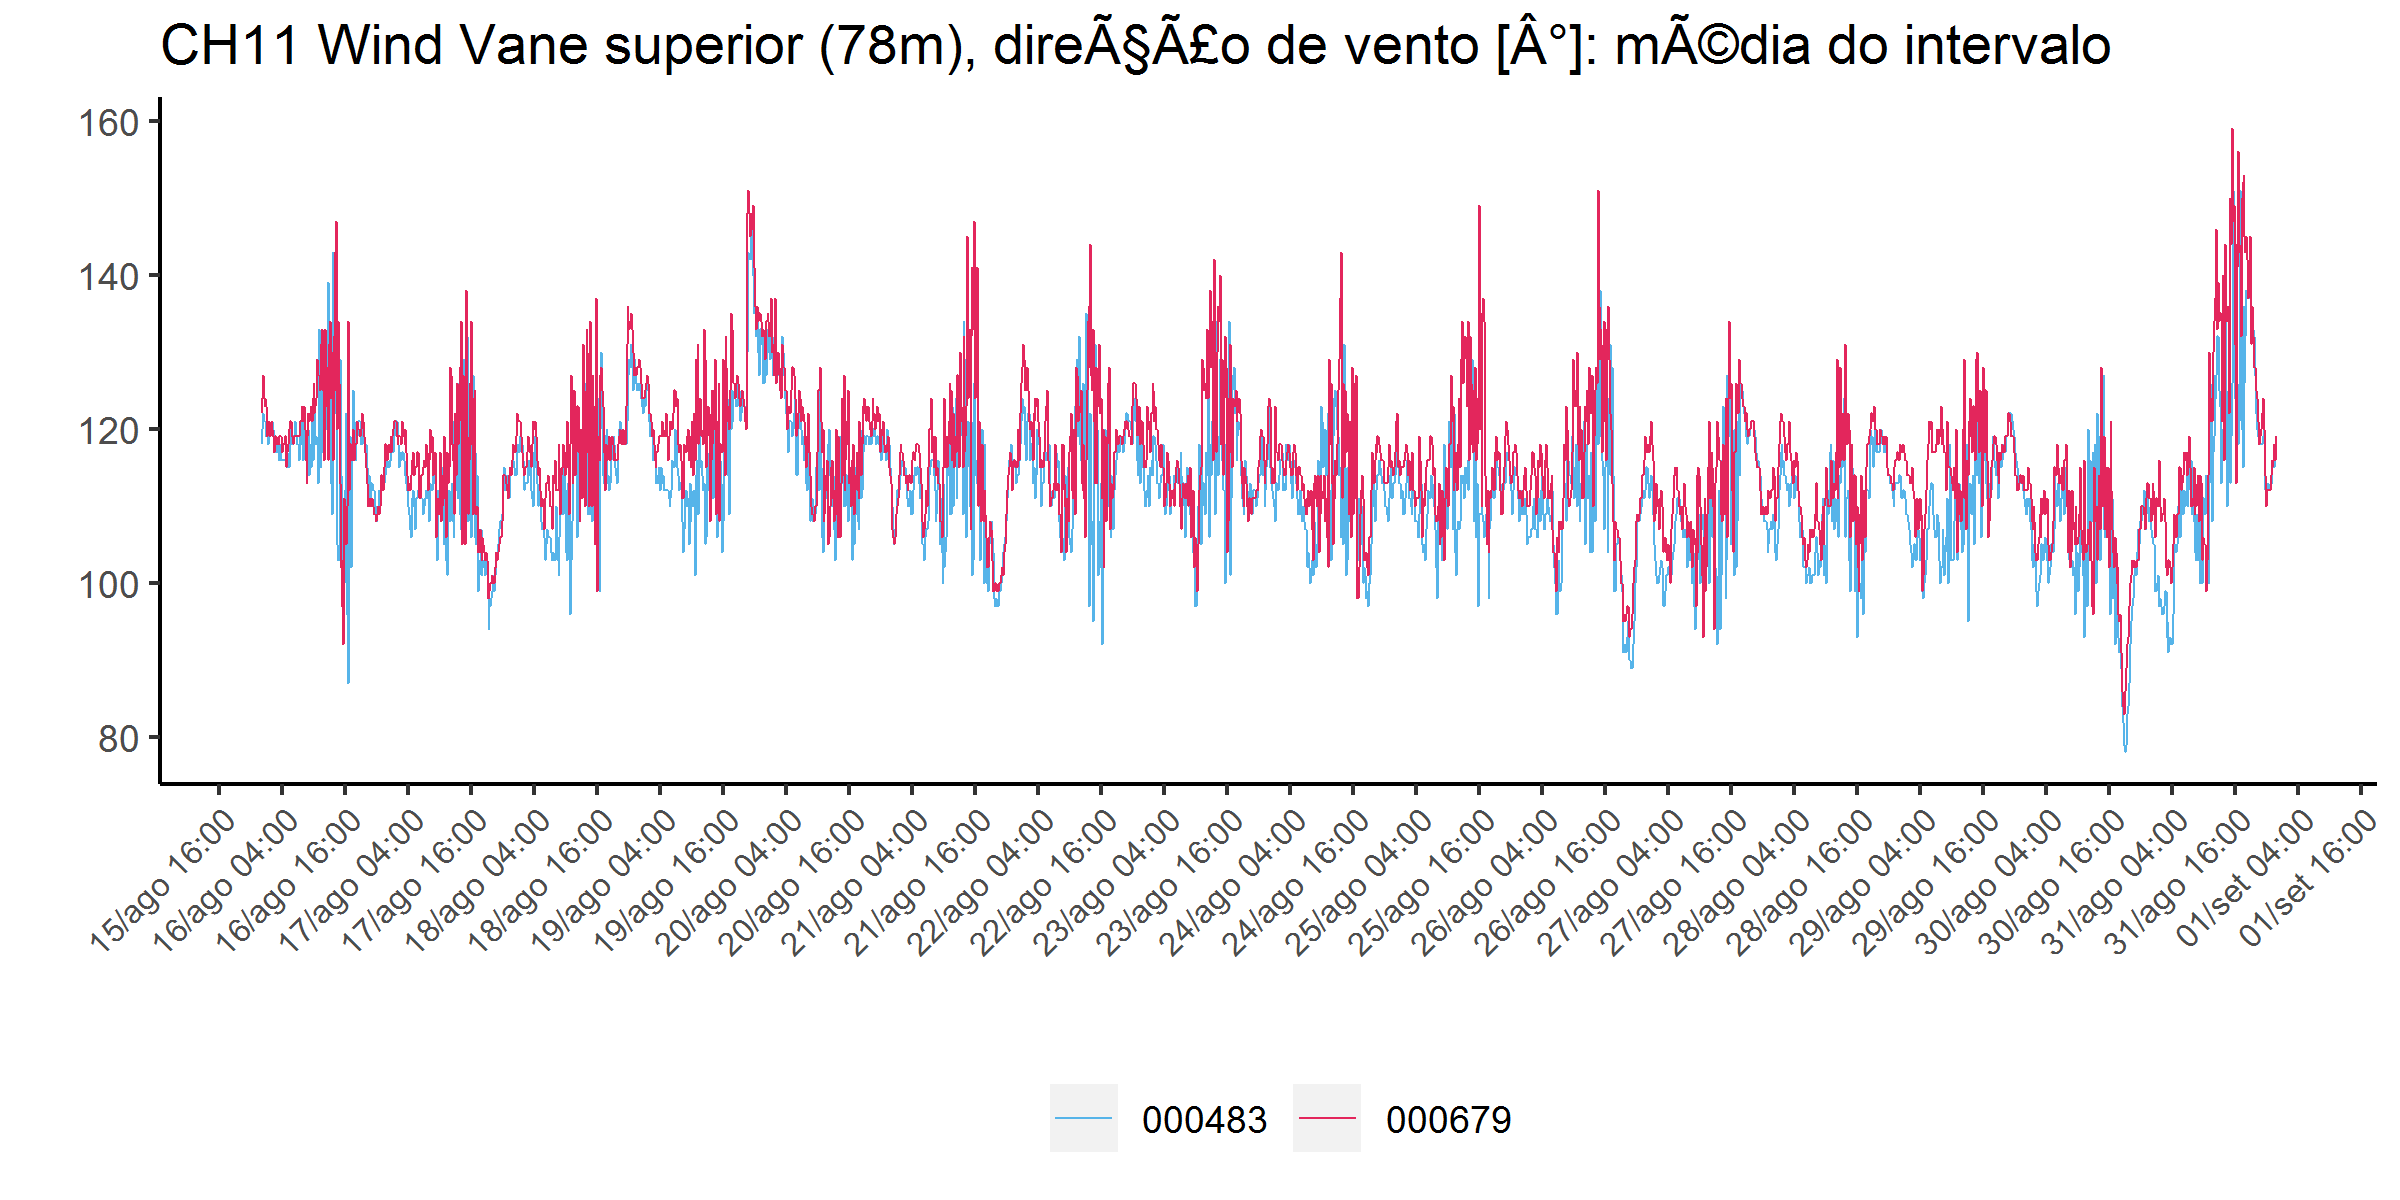 CH11 Wind Vane superior (78m), direÃ§Ã£o de vento [Â°]: mÃ©dia do intervalo
160
140
120
100
80
15/ago 16:00
16/ago 04:00
16/ago 16:00
17/ago 04:00
17/ago 16:00
18/ago 04:00
18/ago 16:00
19/ago 04:00
19/ago 16:00
20/ago 04:00
20/ago 16:00
21/ago 04:00
21/ago 16:00
22/ago 04:00
22/ago 16:00
23/ago 04:00
23/ago 16:00
24/ago 04:00
24/ago 16:00
25/ago 04:00
25/ago 16:00
26/ago 04:00
26/ago 16:00
27/ago 04:00
27/ago 16:00
28/ago 04:00
28/ago 16:00
29/ago 04:00
29/ago 16:00
30/ago 04:00
30/ago 16:00
31/ago 04:00
31/ago 16:00
01/set 04:00
01/set 16:00
000483
000679